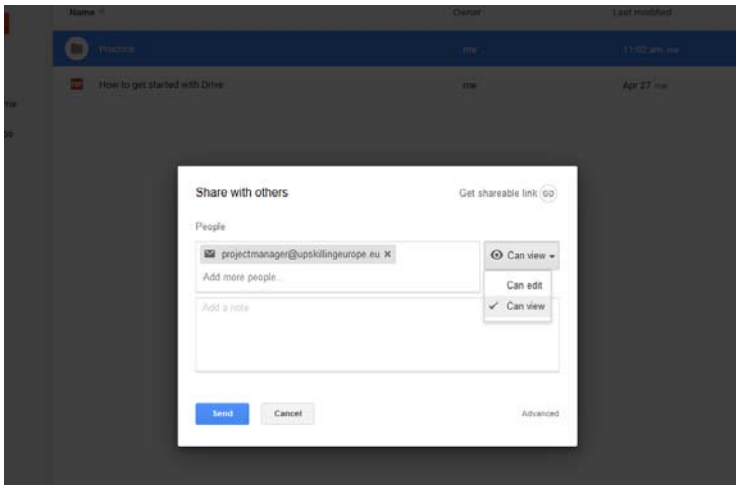 Name Owner Last modified
Practice me 11:02 am me
How to get started with Drive me Apr 27 me
Share with others Get shareable link
People
projectmanager@upskillingeurope.eu × Can view
Add more people...
Can edit
Add a note
Can view
Send Cancel Advanced